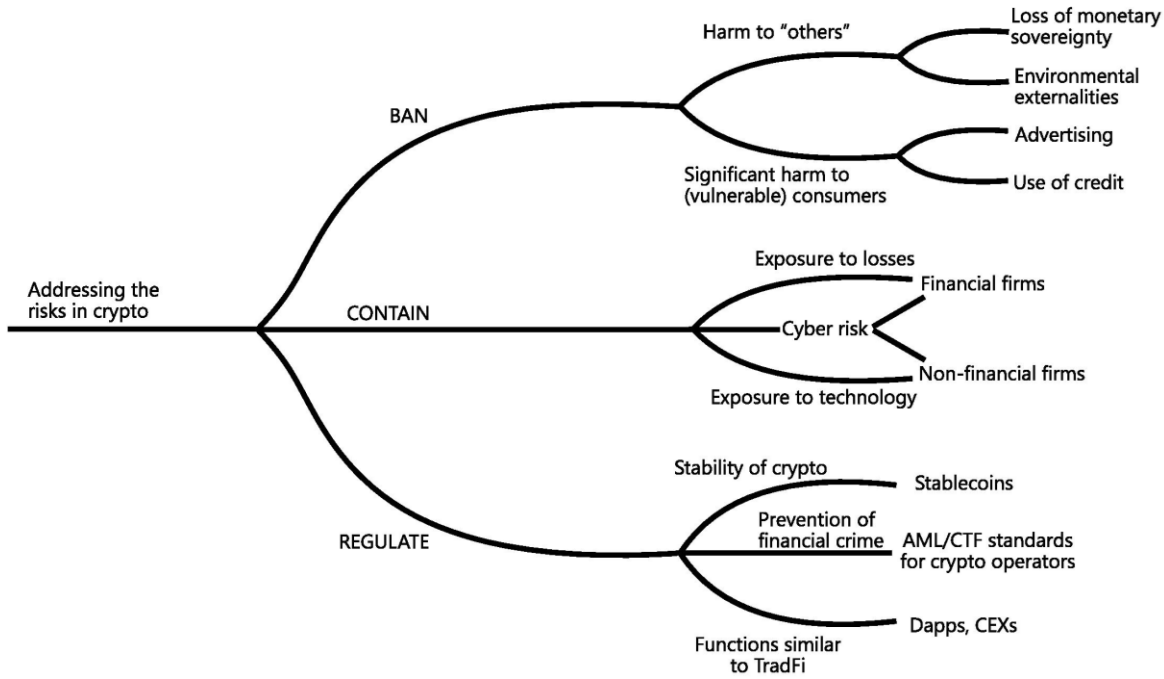 Addressing the
risks in crypto
BAN
Harm to “others”
Loss of monetary
sovereignty
Environmental
externalities
Significant harm to
(vulnerable) consumers
Advertising
Use of credit
CONTAIN
Exposure to losses
Financial firms
Cyber risk
Non-financial firms
Exposure to technology
REGULATE
Stability of crypto
Stablecoins
Prevention of
financial crime
AML/CTF standards
for crypto operators
Functions similar
to TradFi
Dapps, CEXs